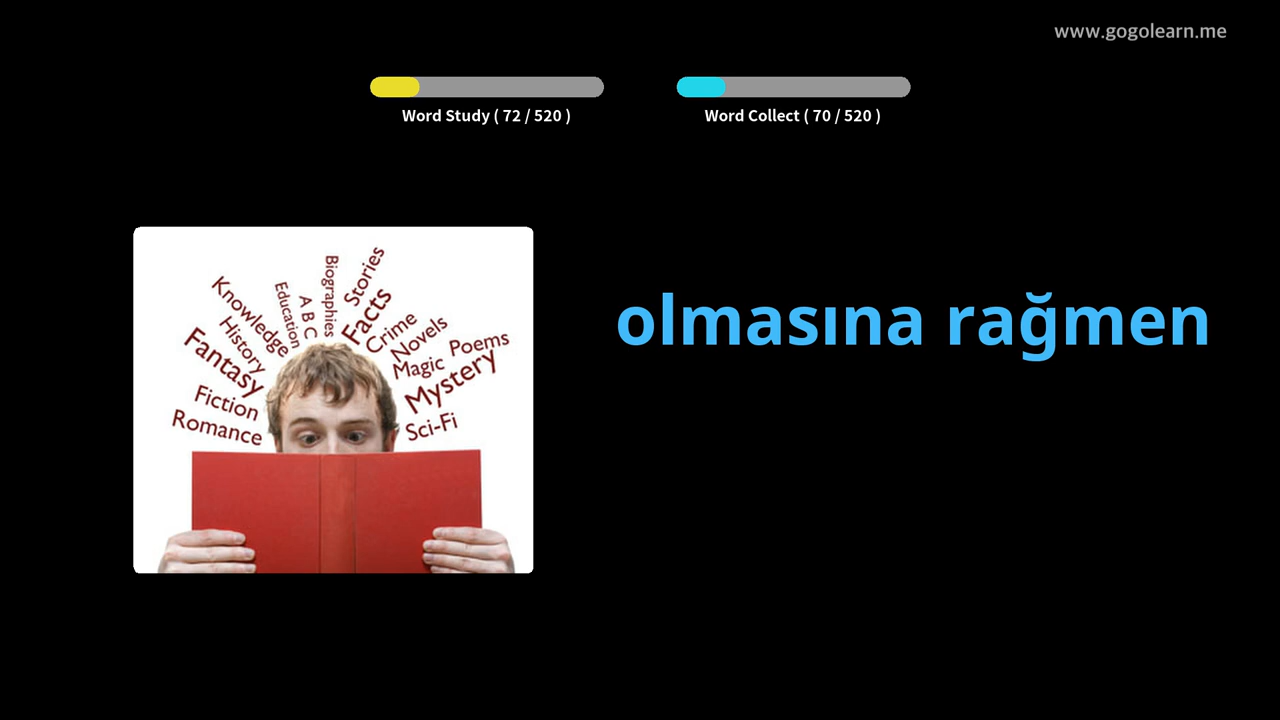 www.gogolearn.me
Word Study ( 72 / 520 )
Word Collect ( 70 / 520 )
olmasına rağmen
Knowledge
Education
A B C
Biographies
Stories
Facts
Crime
Novels
Poems
Magic
Mystery
Sci-Fi
History
Fantasy
Fiction
Romance